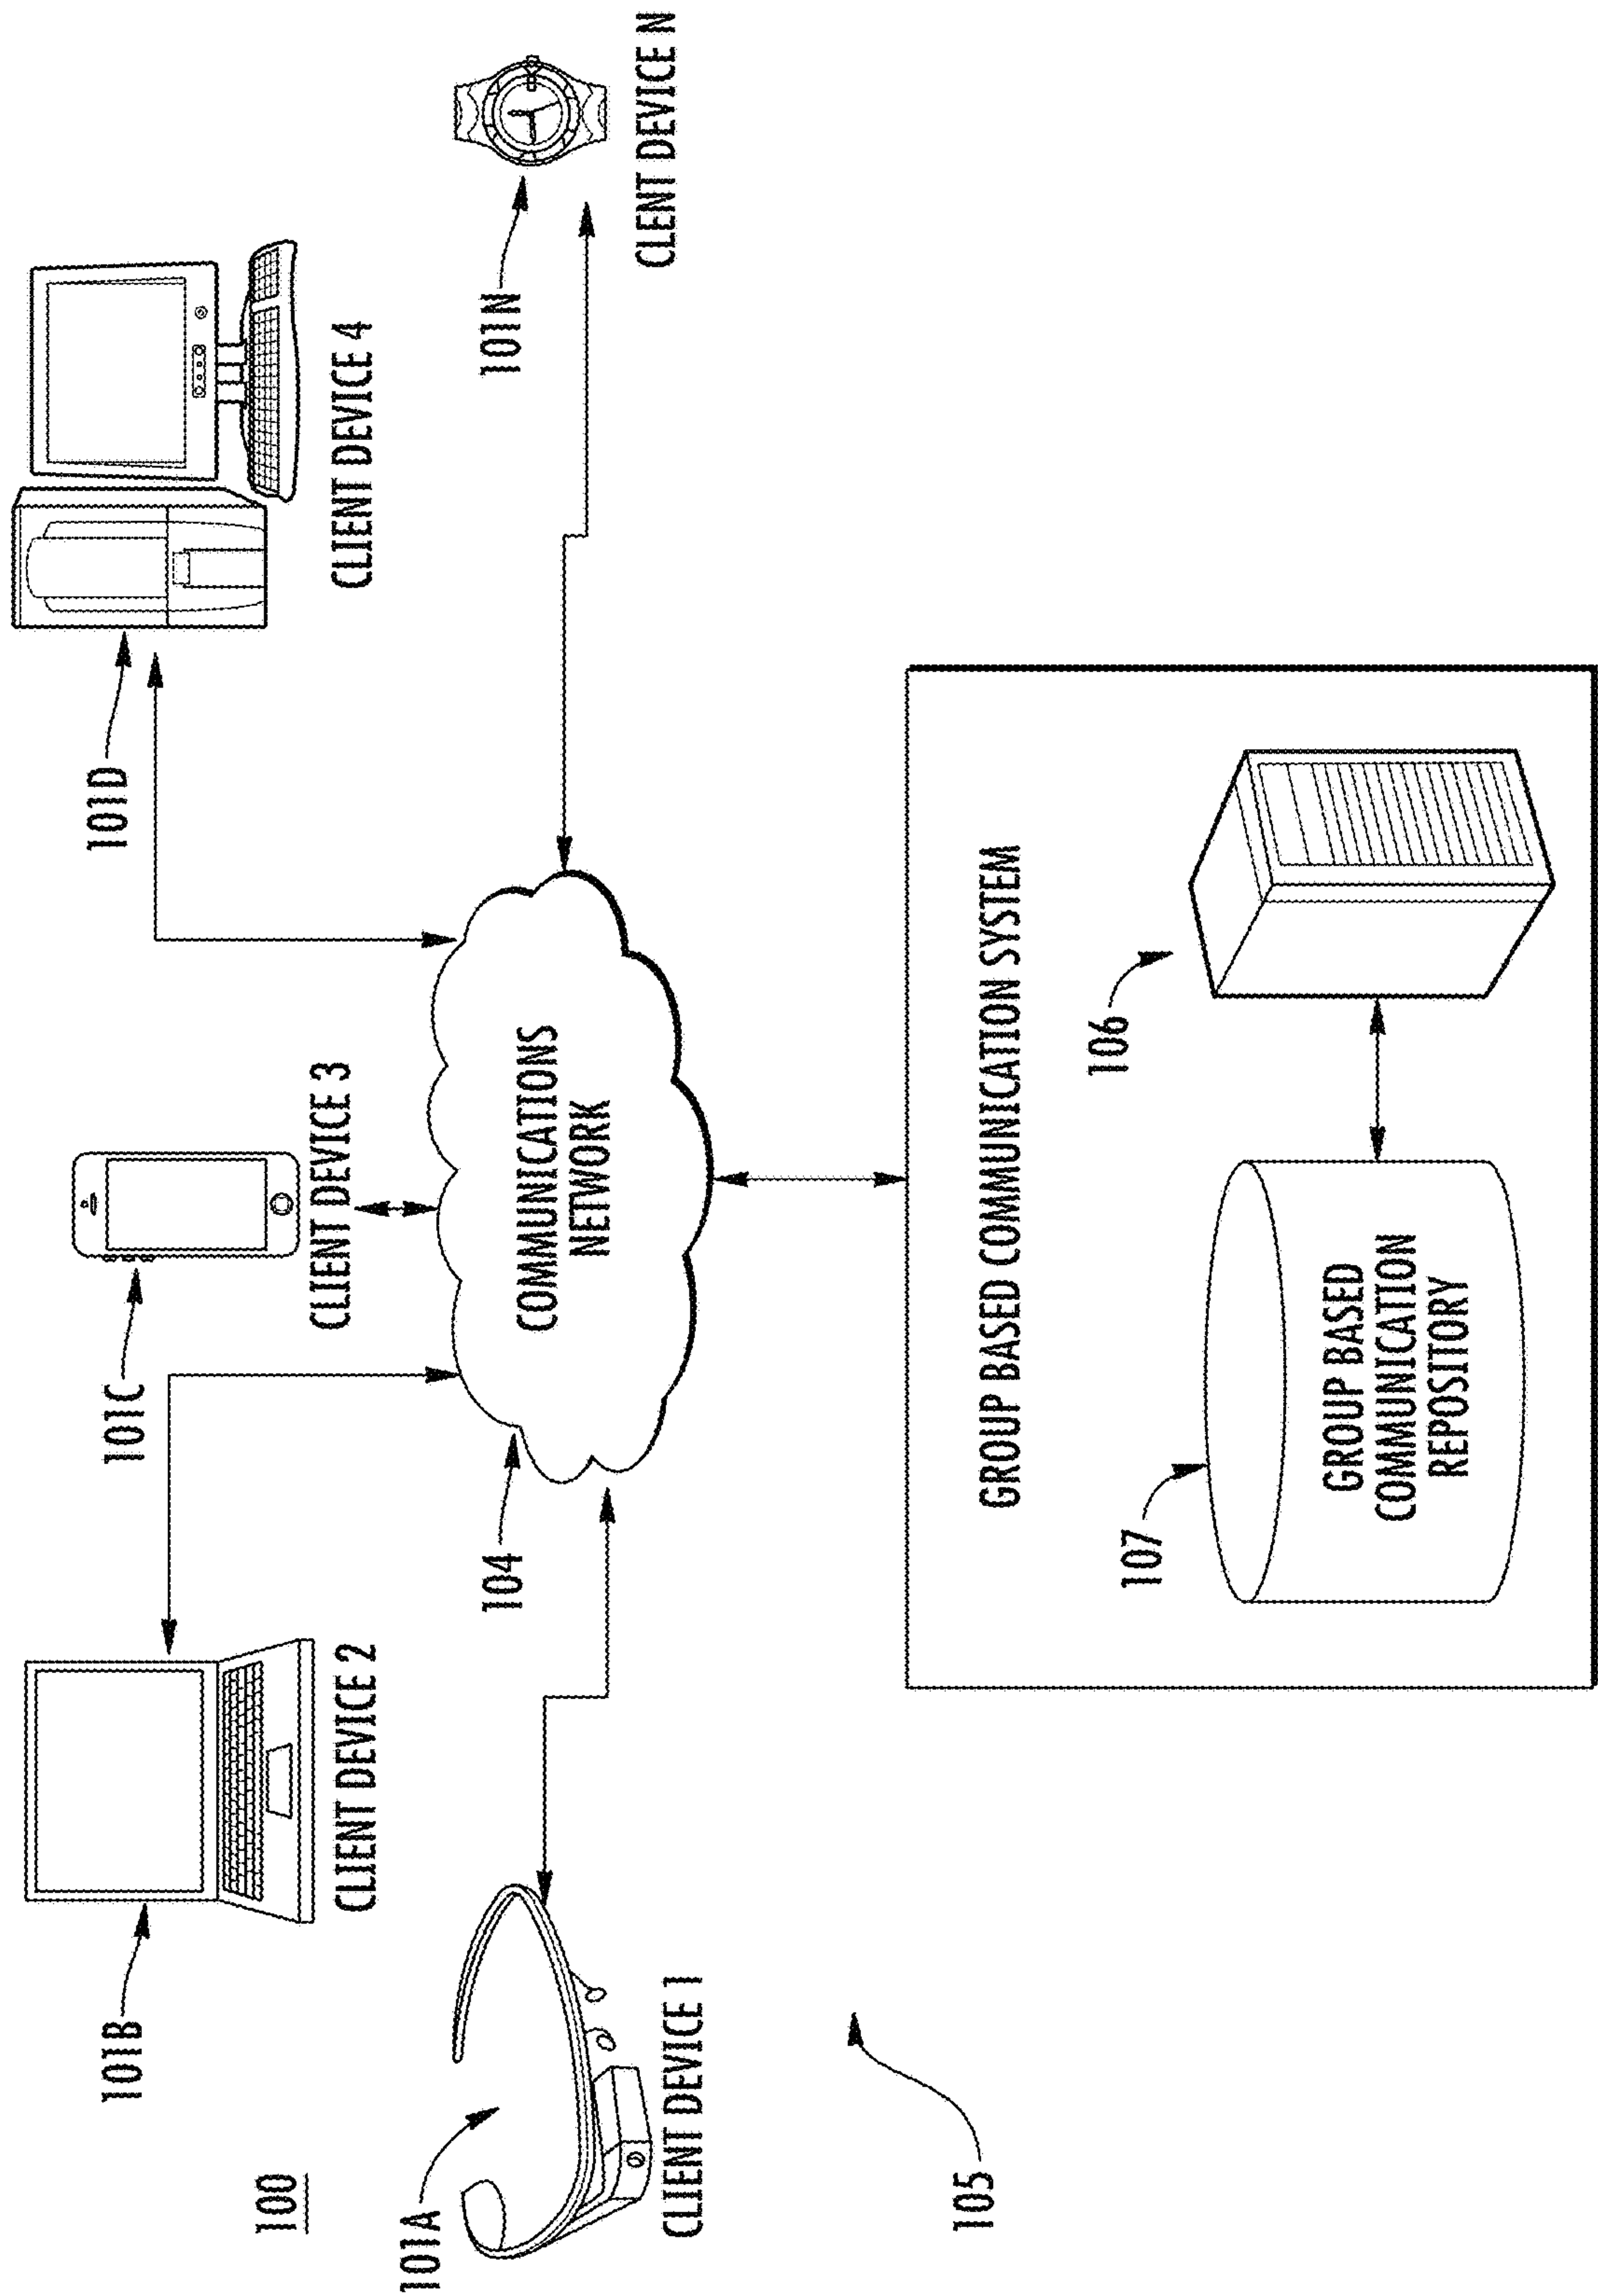 100
101A
CLIENT DEVICE 1
101B
CLIENT DEVICE 2
101C
CLIENT DEVICE 3
101D
CLIENT DEVICE 4
101N
CLENT DEVICE N
104
COMMUNICATIONS
NETWORK
105
GROUP BASED COMMUNICATION SYSTEM
107
GROUP BASED
COMMUNICATION
REPOSITORY
106